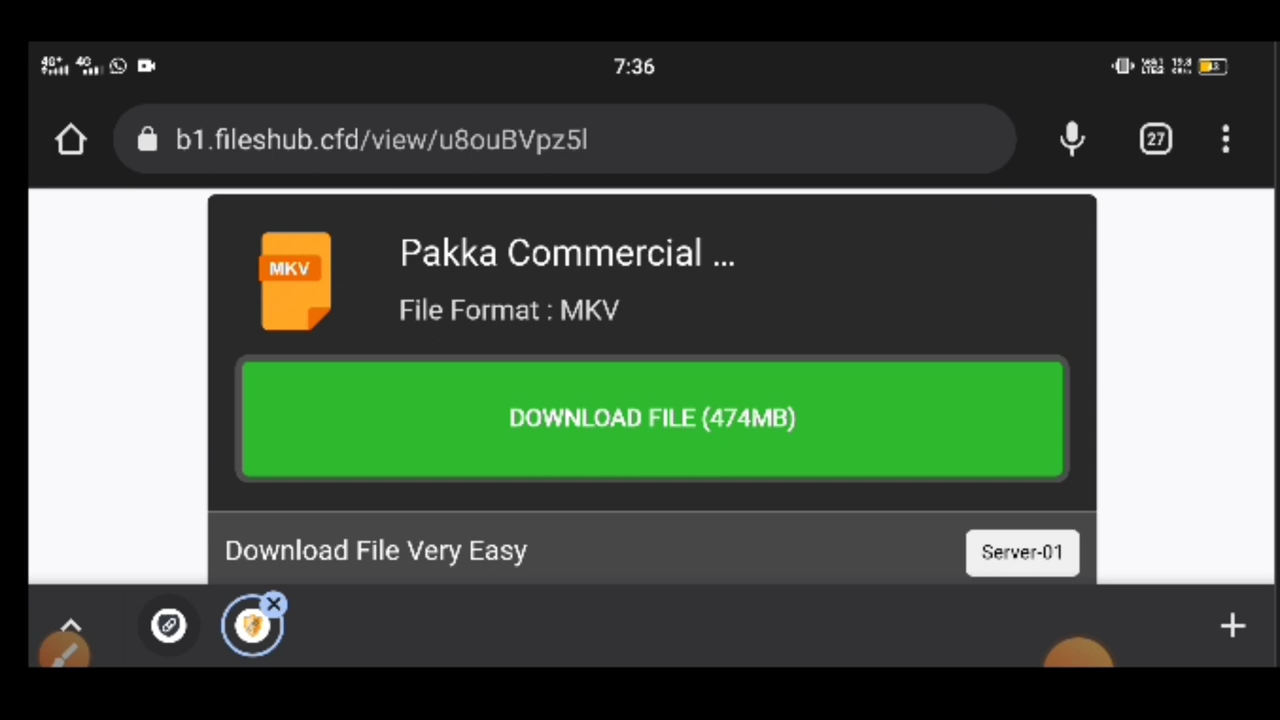 7:36
b1.fileshub.cfd/view/u8ouBVpz5l
27
MKV
Pakka Commercial ...
File Format : MKV
DOWNLOAD FILE (474MB)
Download File Very Easy
Server-01